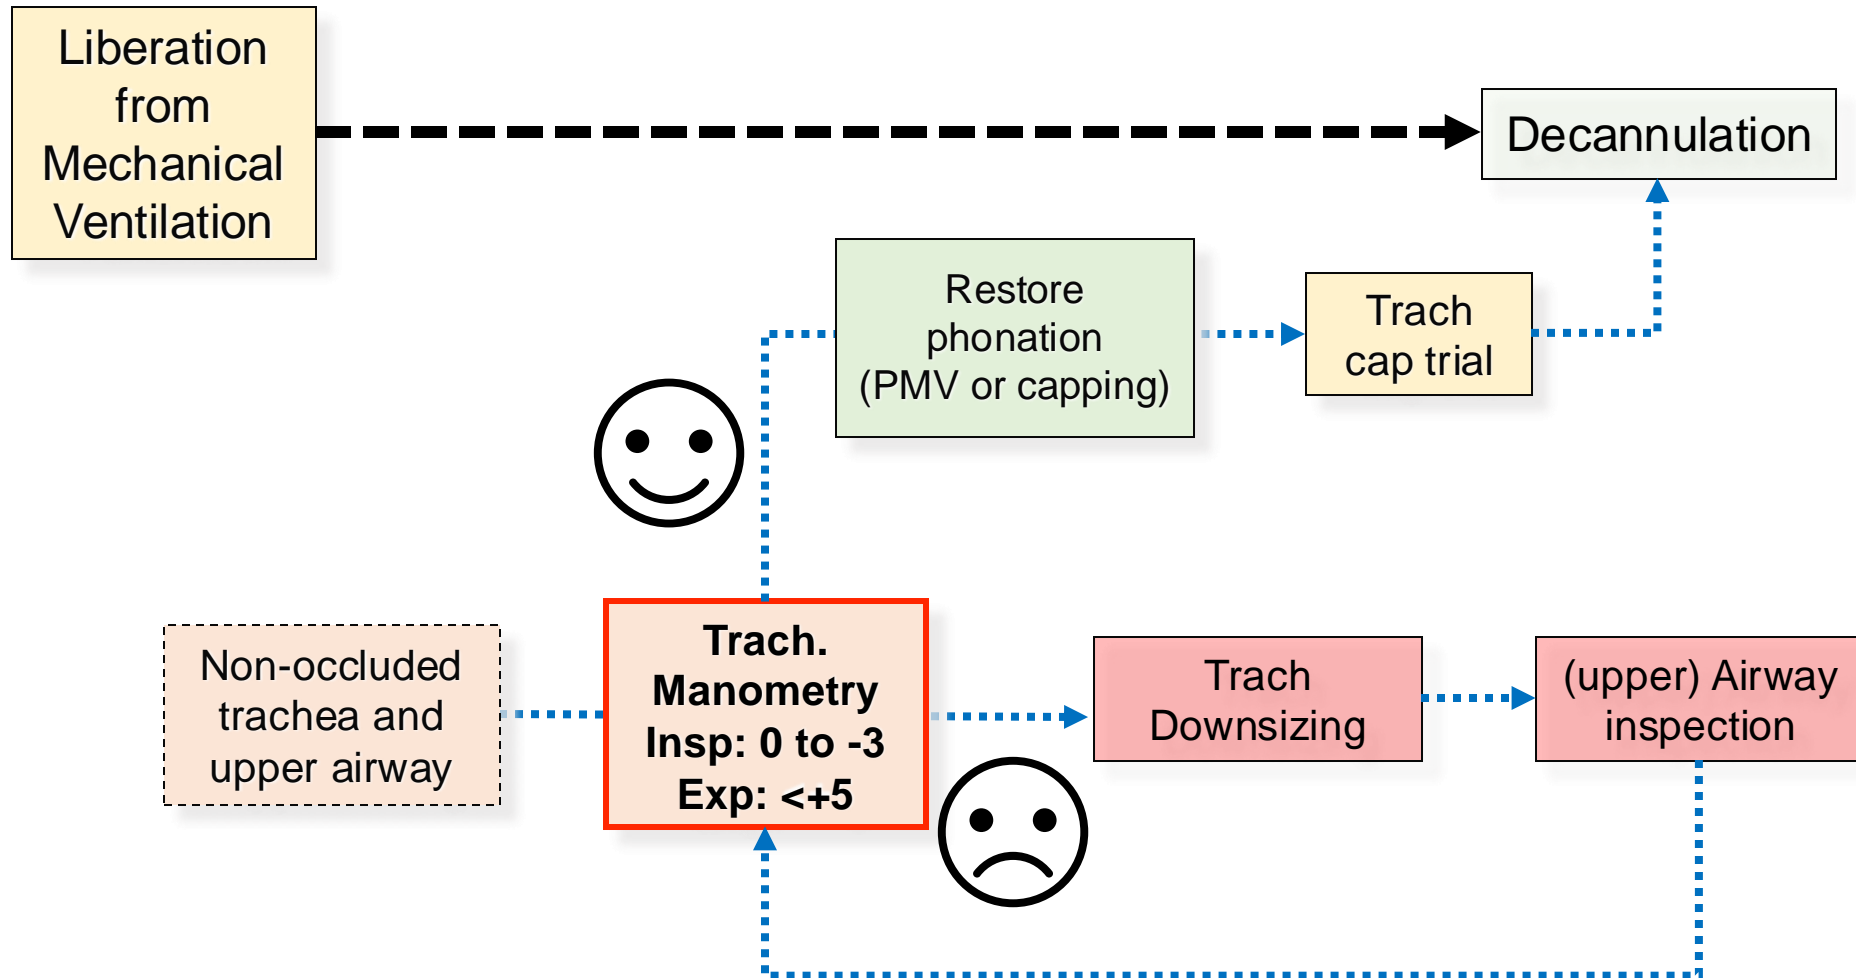 Liberation
from
Mechanical
Ventilation
Decannulation
Restore
phonation
(PMV or capping)
Trach
cap trial
Non-occluded
trachea and
upper airway
Trach.
Manometry
Insp: 0 to -3
Exp: <+5
Trach
Downsizing
(upper) Airway
inspection